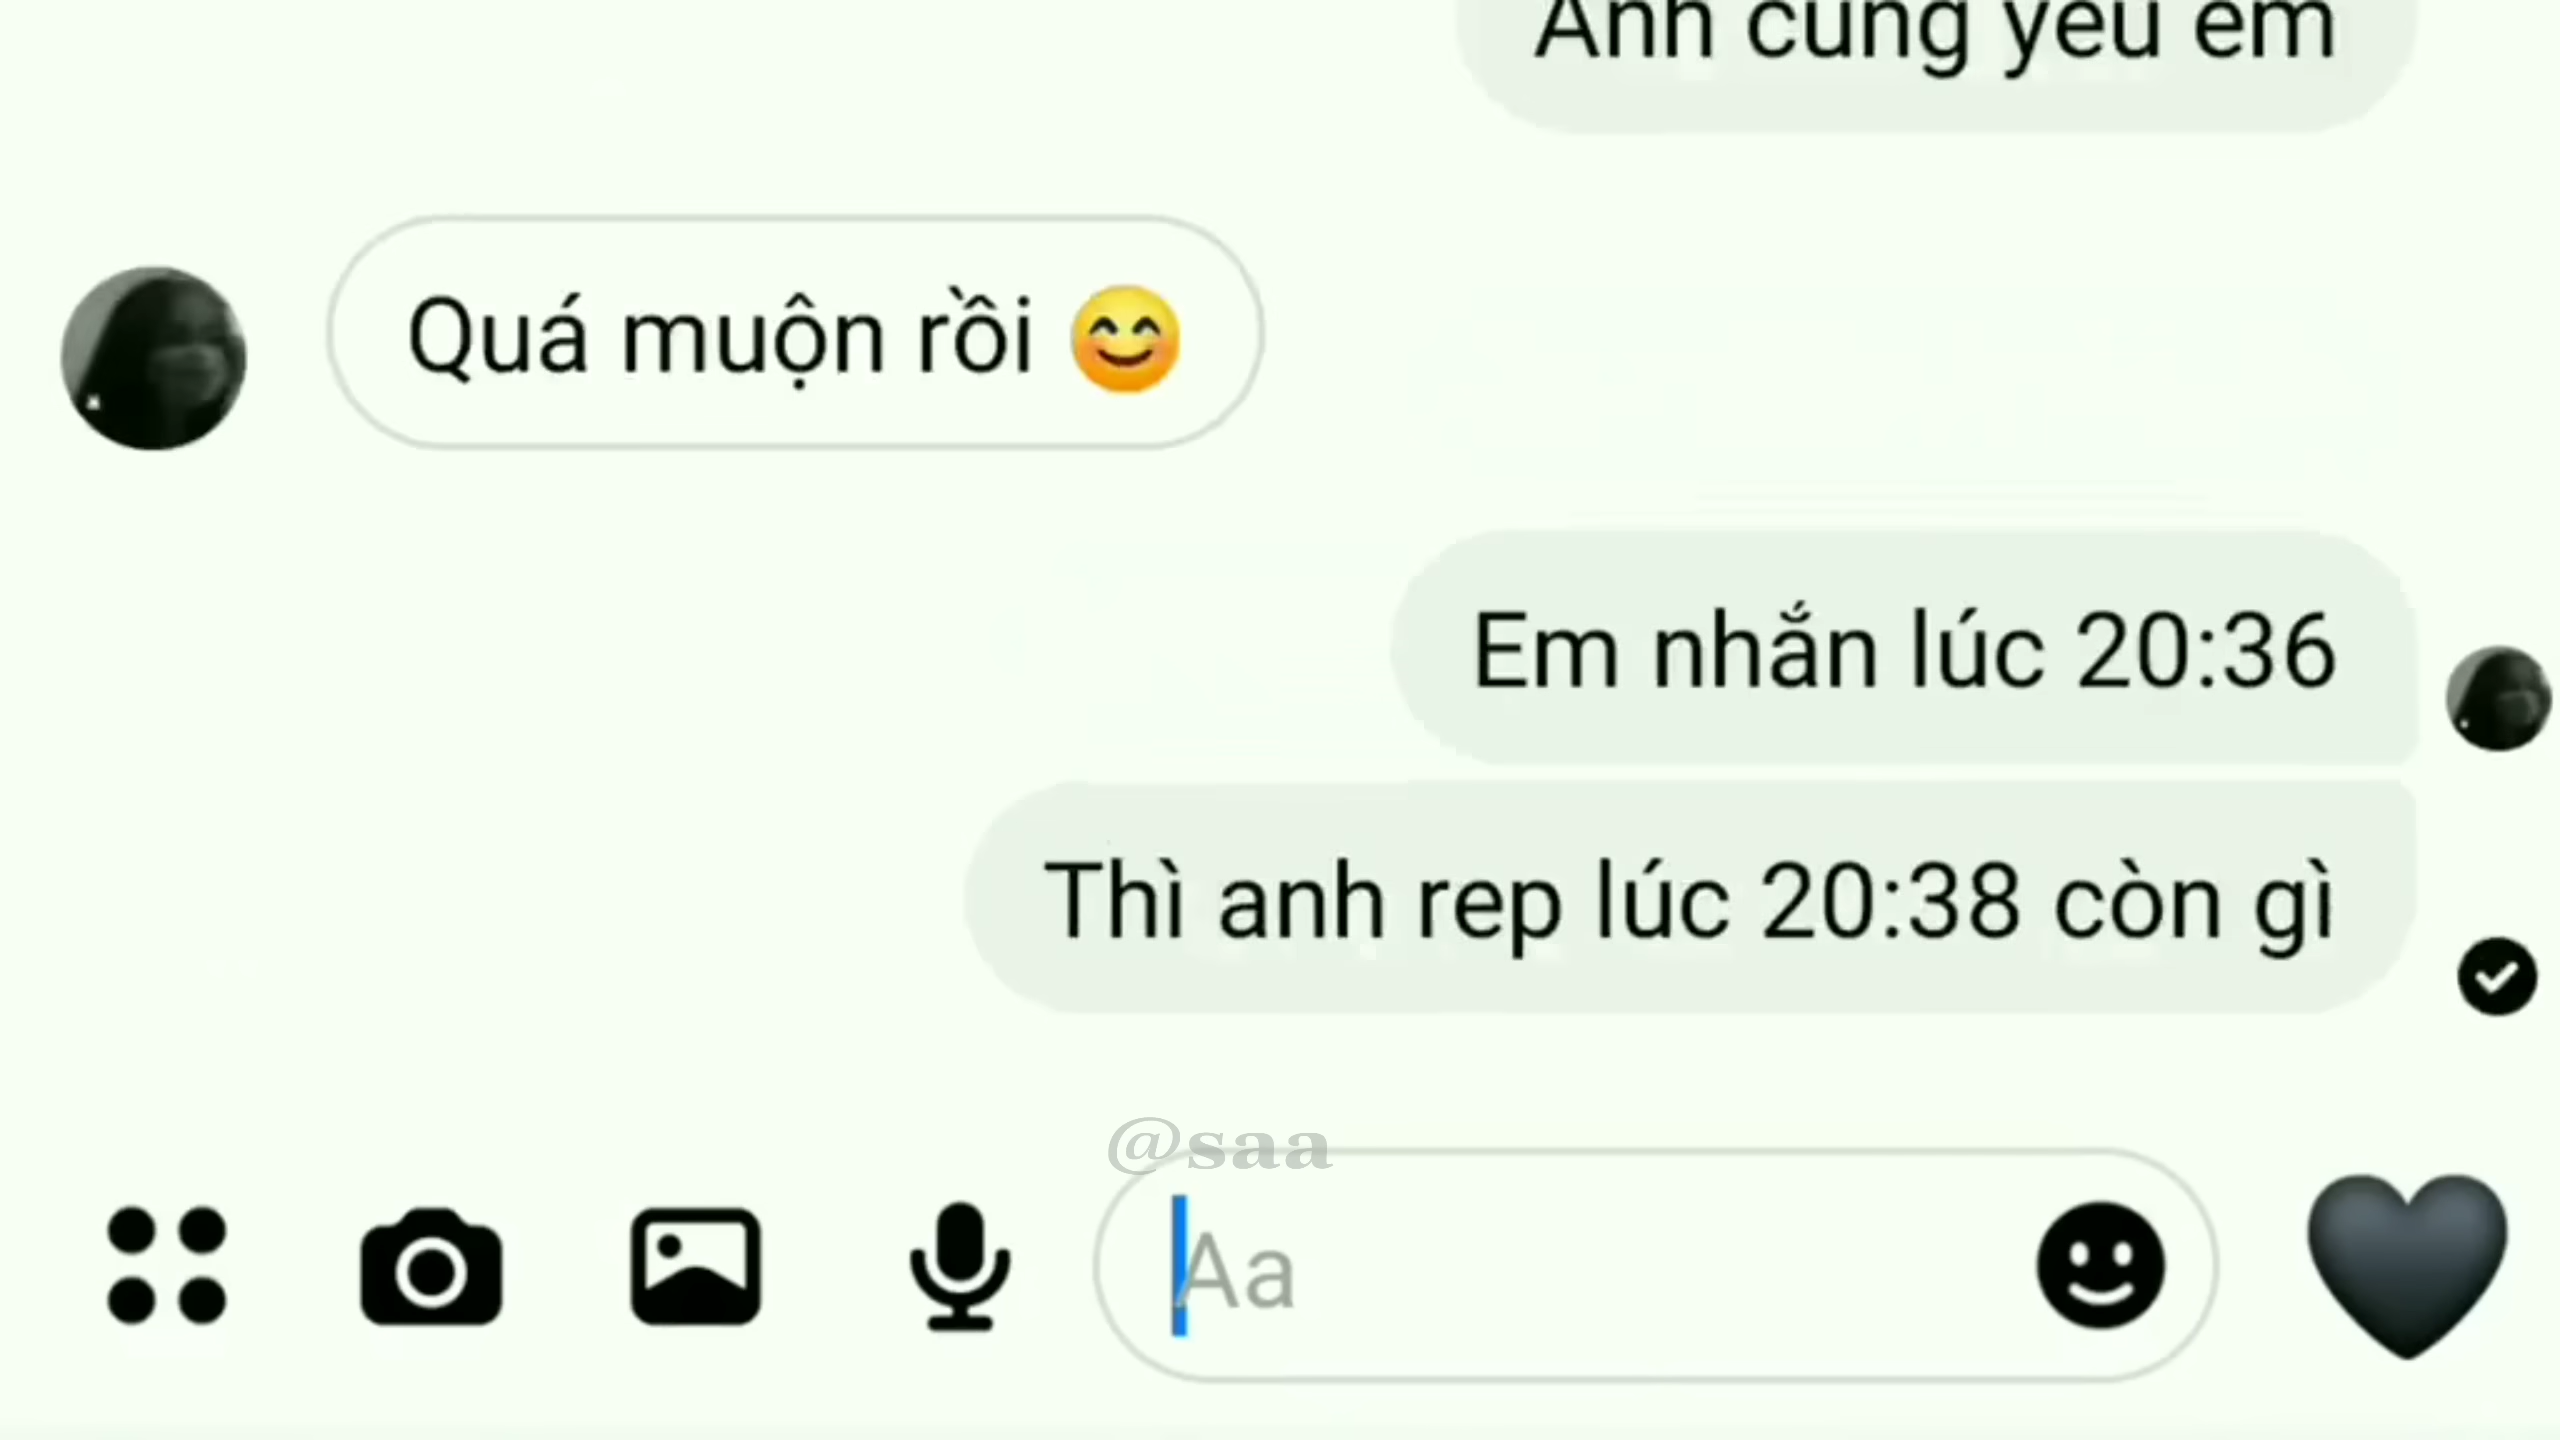 Anh cũng yêu em
Quá muộn rồi 😊
Em nhắn lúc 20:36
Thì anh rep lúc 20:38 còn gì
@saa
Aa